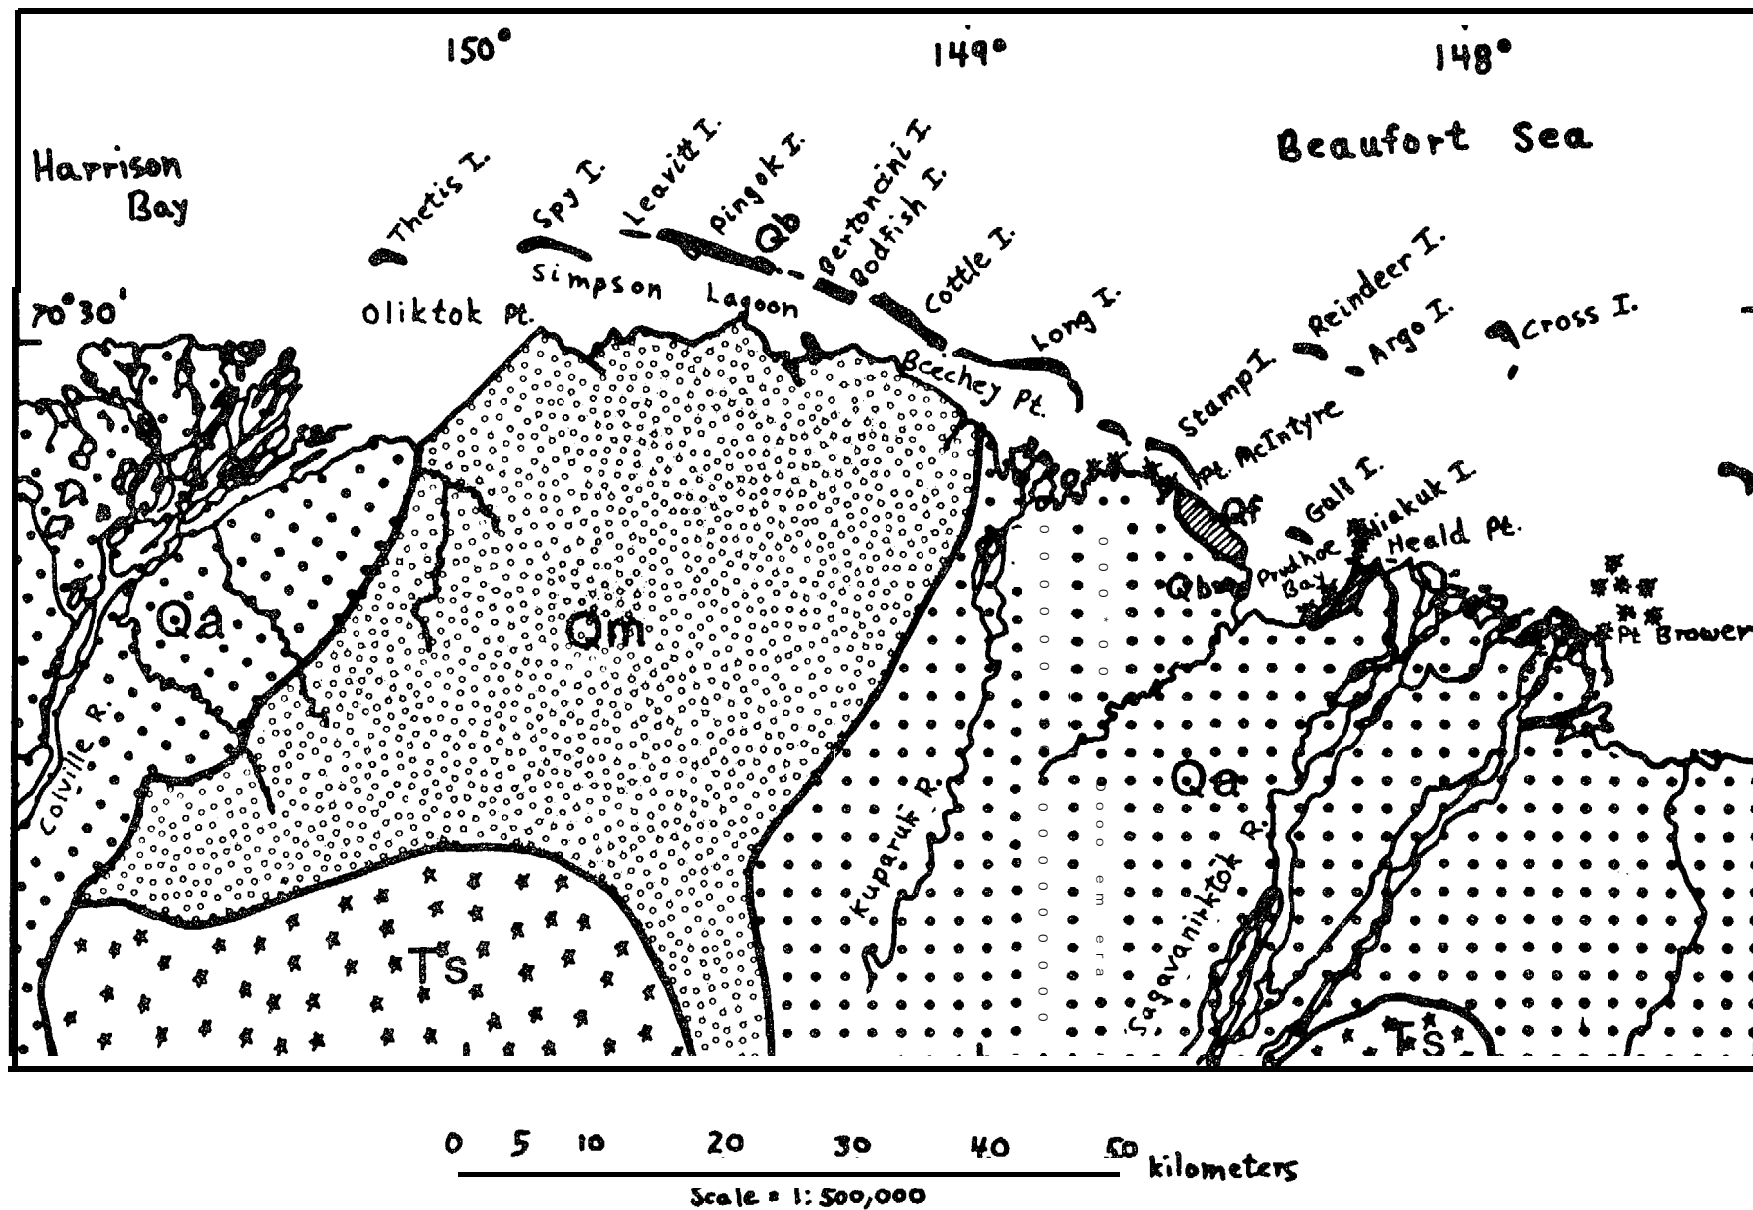 150° 149° 148°
Beaufort Sea
Harrison
Bay
Thetis I.
Spy I.
Leavitt I.
Pingok I.
Qb
Bertoncini I.
Bodfish I.
Cottle I.
Long I.
Reindeer I.
Argo I.
Cross I.
Simpson Lagoon
70°30'
Oliktok Pt.
Beechey Pt.
Stamp I.
Pt. McIntyre
Qf
Gull I.
Niakuk I.
Heald Pt.
Prudhoe
Bay
Qb
Pt Brower
Qa
Qm
Colville R.
Qa
Kuparuk R.
Sagavanirktok R.
Ts
Ts
0 5 10 20 30 40 50 kilometers
Scale = 1:500,000